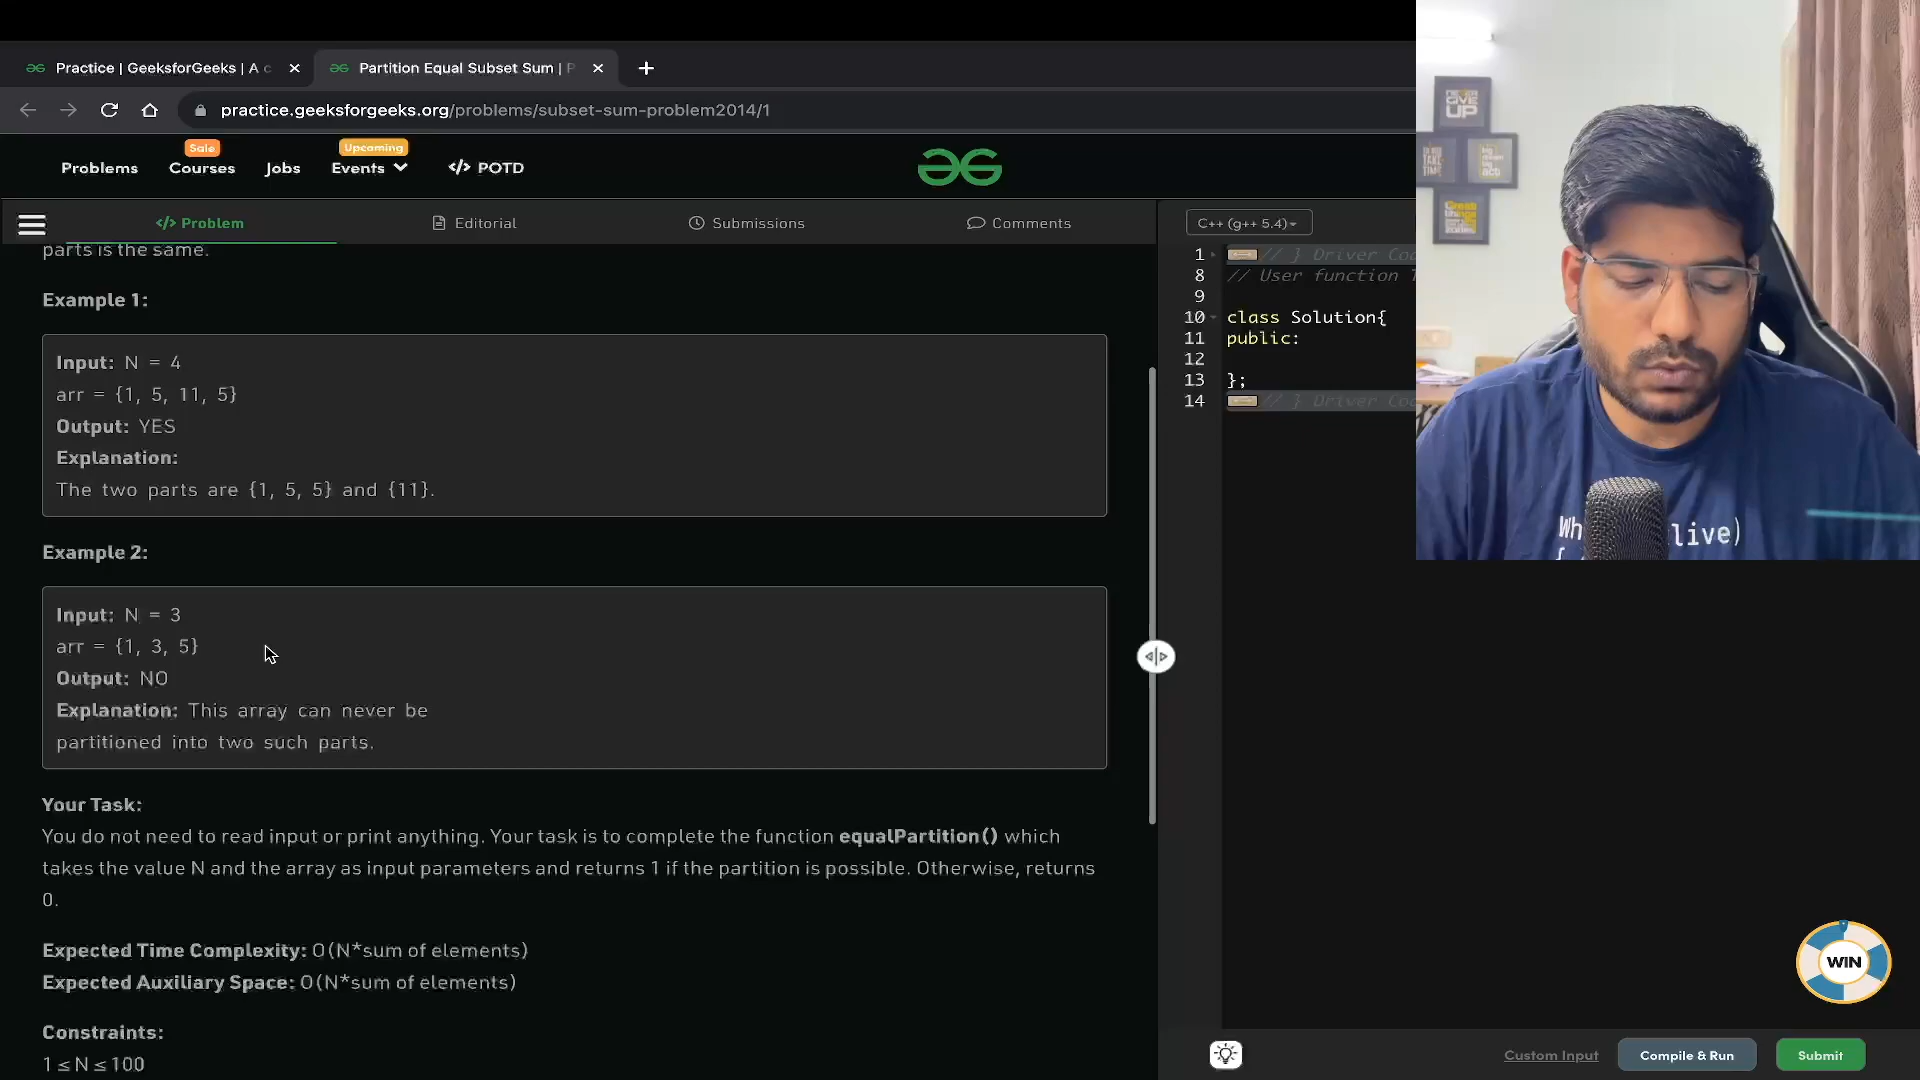 Practice | GeeksforGeeks | A c
Partition Equal Subset Sum | P
practice.geeksforgeeks.org/problems/subset-sum-problem2014/1
Sale
Upcoming
Problems
Courses
Jobs
Events
</> POTD
</> Problem
Editorial
Submissions
Comments
C++ (g++ 5.4)
parts is the same.
Example 1:
Input: N = 4
arr = {1, 5, 11, 5}
Output: YES
Explanation:
The two parts are {1, 5, 5} and {11}.
Example 2:
Input: N = 3
arr = {1, 3, 5}
Output: NO
Explanation: This array can never be
partitioned into two such parts.
Your Task:
You do not need to read input or print anything. Your task is to complete the function equalPartition() which
takes the value N and the array as input parameters and returns 1 if the partition is possible. Otherwise, returns
0.
Expected Time Complexity: O(N*sum of elements)
Expected Auxiliary Space: O(N*sum of elements)
Constraints:
1 ≤ N ≤ 100
1 // } Driver Coc
8 // User function T
9
10 class Solution{
11 public:
12
13 };
14 // } Driver Coc
NEVER
GIVE
UP
live)
WIN
Custom Input
Compile & Run
Submit